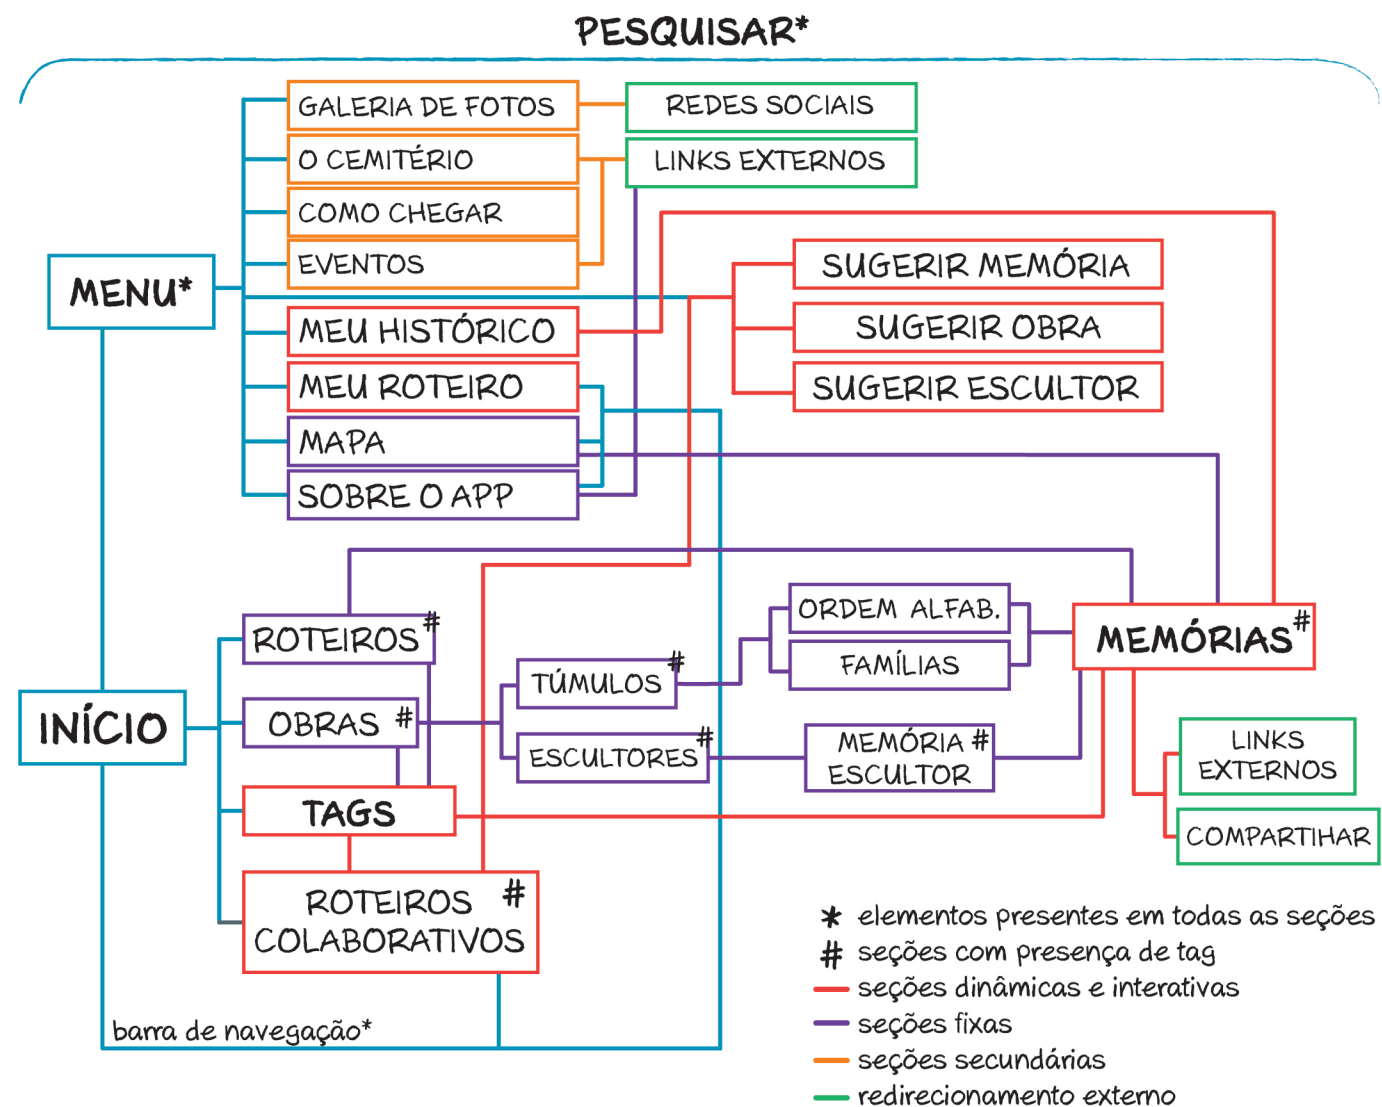 PESQUISAR*
GALERIA DE FOTOS
REDES SOCIAIS
O CEMITÉRIO
LINKS EXTERNOS
COMO CHEGAR
EVENTOS
MENU*
SUGERIR MEMÓRIA
MEU HISTÓRICO
SUGERIR OBRA
MEU ROTEIRO
SUGERIR ESCULTOR
MAPA
SOBRE O APP
ROTEIROS #
ORDEM ALFAB.
MEMÓRIAS #
FAMÍLIAS
TÚMULOS #
INÍCIO
OBRAS #
ESCULTORES #
MEMÓRIA #
ESCULTOR
LINKS
EXTERNOS
TAGS
COMPARTIHAR
ROTEIROS #
COLABORATIVOS
barra de navegação*
* elementos presentes em todas as seções
# seções com presença de tag
seções dinâmicas e interativas
seções fixas
seções secundárias
redirecionamento externo